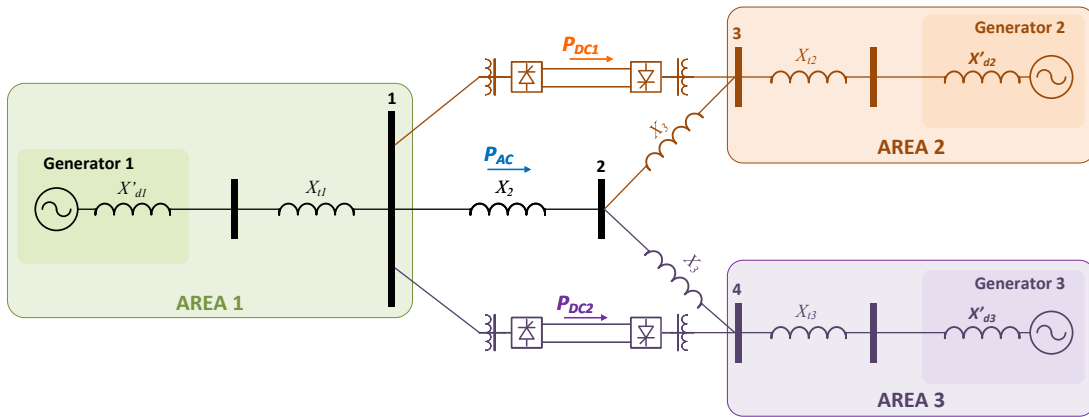 P_DC1
3
X_t2
Generator 2
X'_d2
AREA 2
1
Generator 1
X'_d1
X_t1
AREA 1
P_AC
X_2
2
X_3
X_3
P_DC2
4
X_t3
Generator 3
X'_d3
AREA 3